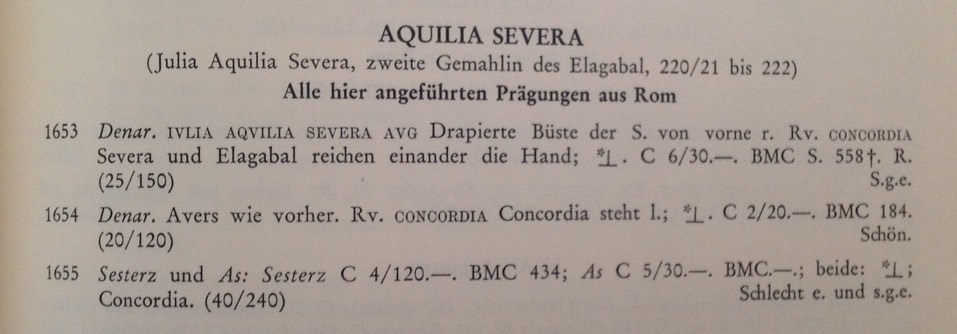 AQUILIA SEVERA
(Julia Aquilia Severa, zweite Gemahlin des Elagabal, 220/21 bis 222)
Alle hier angeführten Prägungen aus Rom
1653 Denar. IVLIA AQVILIA SEVERA AVG Drapierte Büste der S. von vorne r. Rv. CONCORDIA
Severa und Elagabal reichen einander die Hand; *⊥. C 6/30.—. BMC S. 558†. R.
(25/150) S.g.e.
1654 Denar. Avers wie vorher. Rv. CONCORDIA Concordia steht l.; *⊥. C 2/20.—. BMC 184.
(20/120) Schön.
1655 Sesterz und As: Sesterz C 4/120.—. BMC 434; As C 5/30.—. BMC.—.; beide: *⊥;
Concordia. (40/240) Schlecht e. und s.g.e.